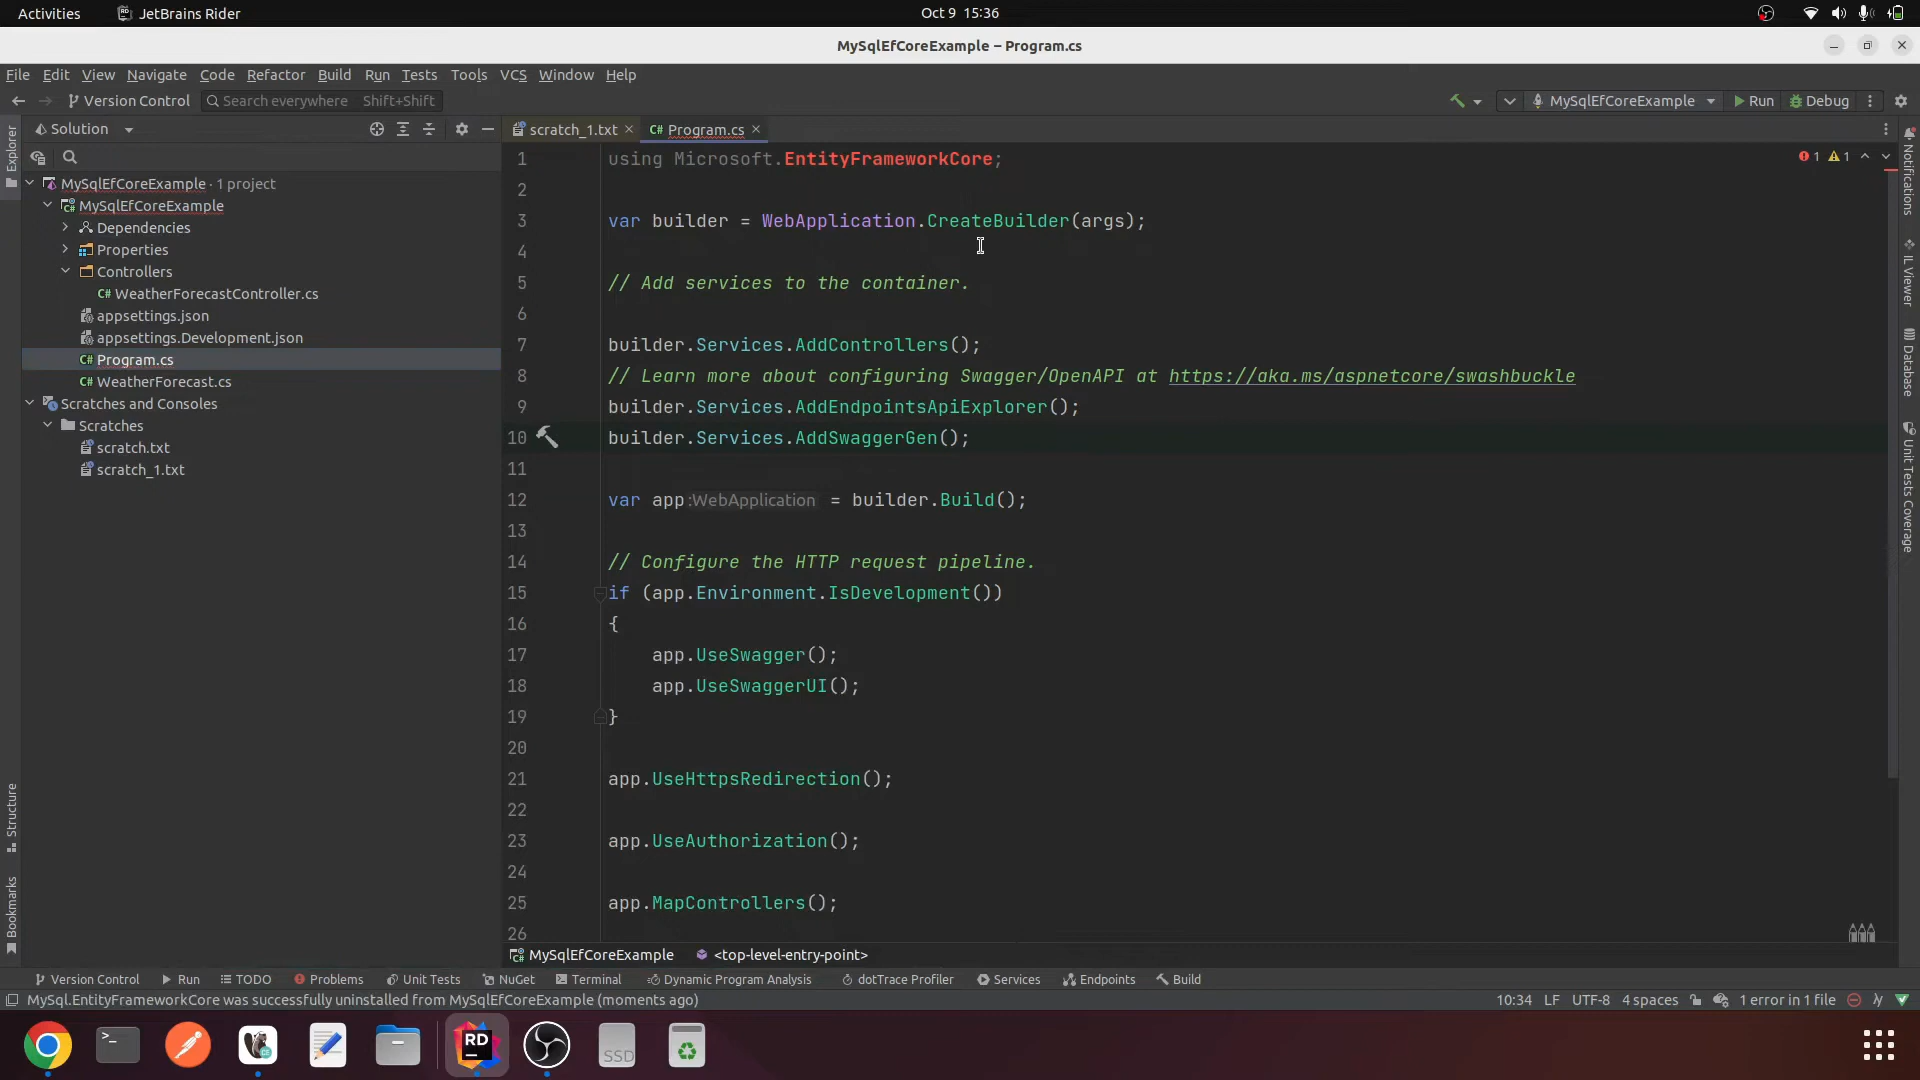 Activities
JetBrains Rider
Oct 9 15:36
MySqlEfCoreExample – Program.cs
File Edit View Navigate Code Refactor Build Run Tests Tools VCS Window Help
Version Control
Search everywhere Shift+Shift
MySqlEfCoreExample
Run
Debug
Explorer
Solution
MySqlEfCoreExample · 1 project
MySqlEfCoreExample
Dependencies
Properties
Controllers
C# WeatherForecastController.cs
appsettings.json
appsettings.Development.json
C# Program.cs
C# WeatherForecast.cs
Scratches and Consoles
Scratches
scratch.txt
scratch_1.txt
Structure
Bookmarks
scratch_1.txt
C# Program.cs
1 using Microsoft.EntityFrameworkCore;
2
3 var builder = WebApplication.CreateBuilder(args);
4
5 // Add services to the container.
6
7 builder.Services.AddControllers();
8 // Learn more about configuring Swagger/OpenAPI at https://aka.ms/aspnetcore/swashbuckle
9 builder.Services.AddEndpointsApiExplorer();
10 builder.Services.AddSwaggerGen();
11
12 var app :WebApplication = builder.Build();
13
14 // Configure the HTTP request pipeline.
15 if (app.Environment.IsDevelopment())
16 {
17 app.UseSwagger();
18 app.UseSwaggerUI();
19 }
20
21 app.UseHttpsRedirection();
22
23 app.UseAuthorization();
24
25 app.MapControllers();
26
1 1
Notifications
IL Viewer
Database
Unit Tests Coverage
MySqlEfCoreExample <top-level-entry-point>
Version Control Run TODO Problems Unit Tests NuGet Terminal Dynamic Program Analysis dotTrace Profiler Services Endpoints Build
MySql.EntityFrameworkCore was successfully uninstalled from MySqlEfCoreExample (moments ago)
10:34 LF UTF-8 4 spaces 1 error in 1 file
>_
RD
SSD